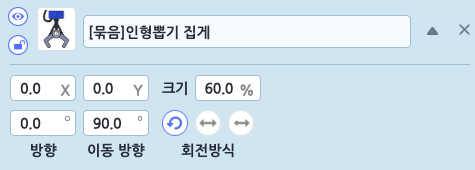 [묶음]인형뽑기 집게
0.0 X 0.0 Y 크기 60.0 %
0.0 ° 90.0 °
방향 이동 방향 회전방식